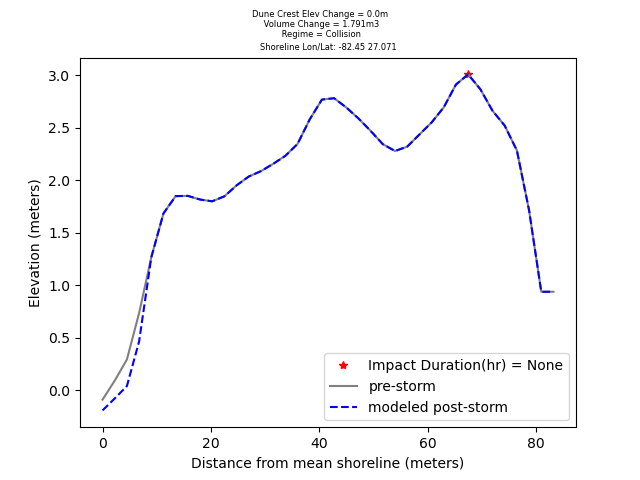 Dune Crest Elev Change = 0.0m
Volume Change = 1.791m3
Regime = Collision
Shoreline Lon/Lat: -82.45 27.071
3.0
2.5
2.0
1.5
1.0
0.5
0.0
Elevation (meters)
Impact Duration(hr) = None
pre-storm
modeled post-storm
0 20 40 60 80
Distance from mean shoreline (meters)